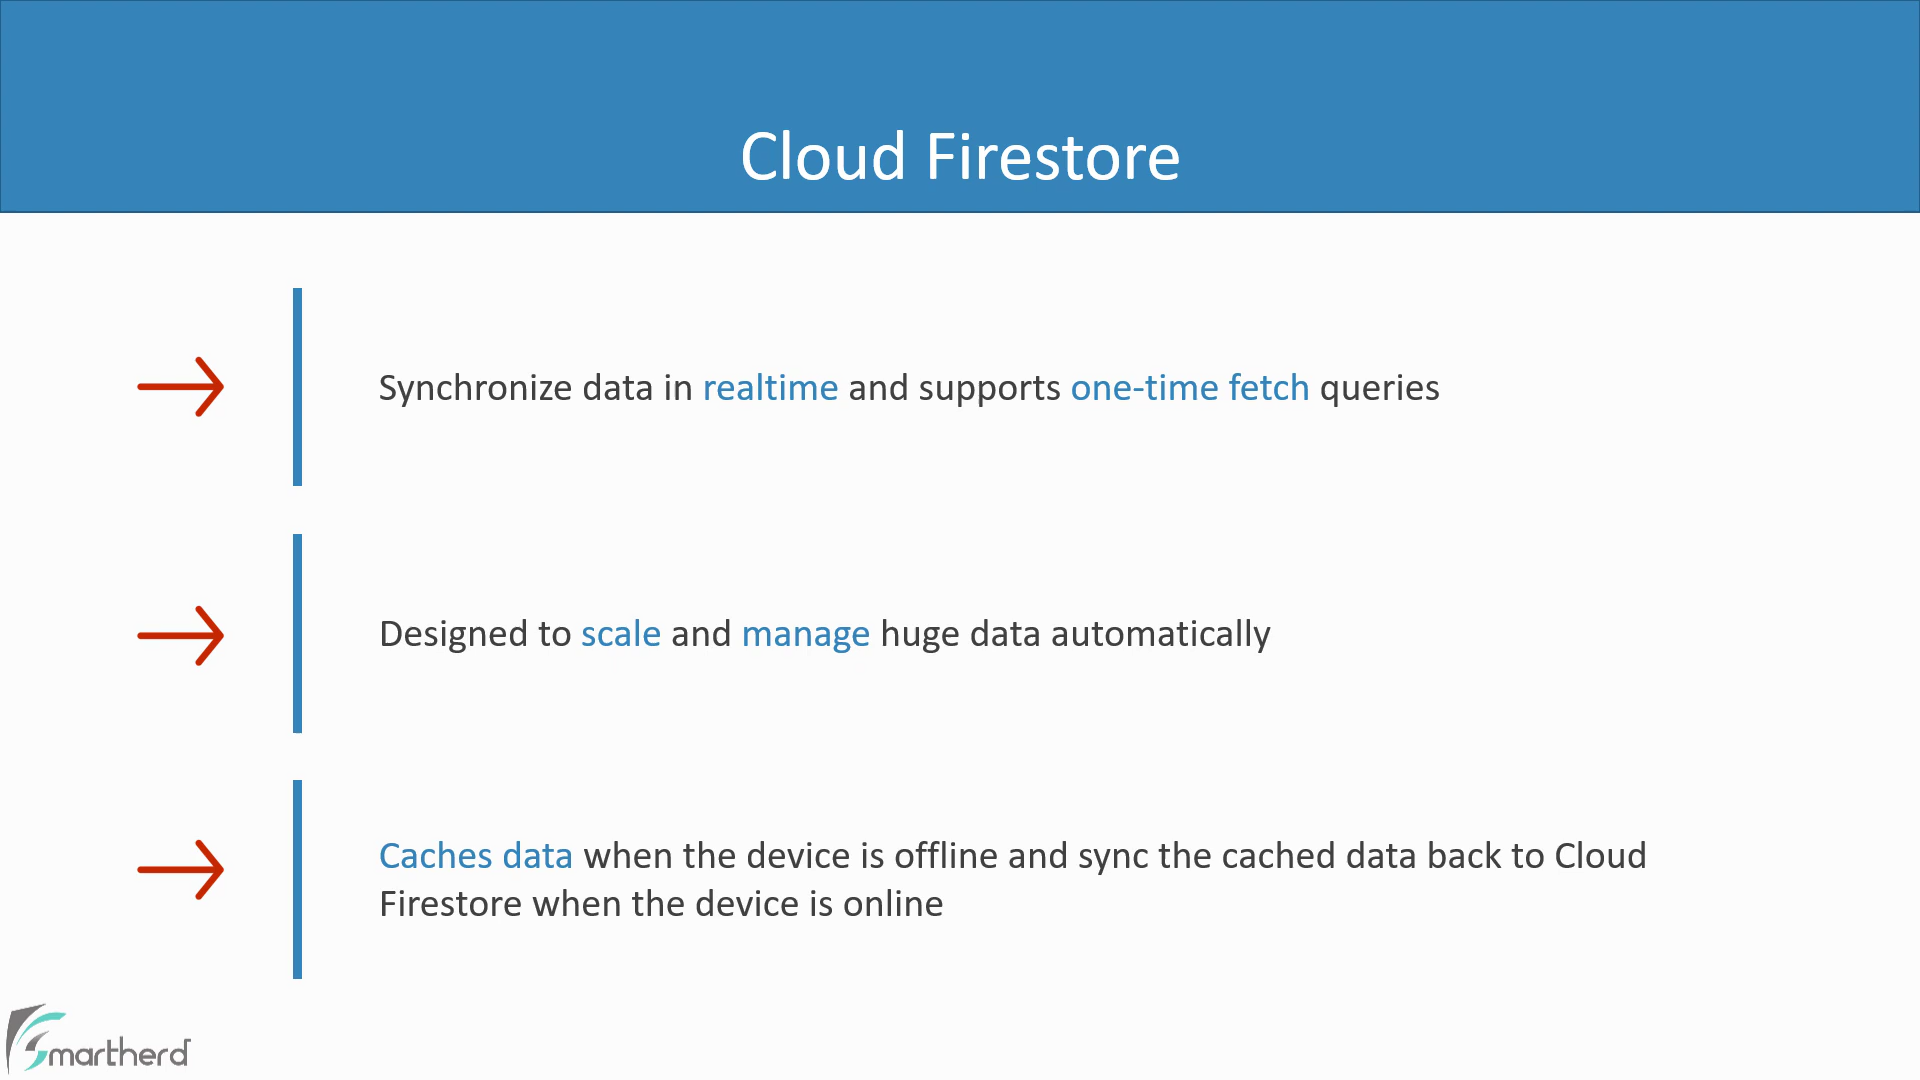 Cloud Firestore
Synchronize data in realtime and supports one-time fetch queries
Designed to scale and manage huge data automatically
Caches data when the device is offline and sync the cached data back to Cloud
Firestore when the device is online
Smartherd